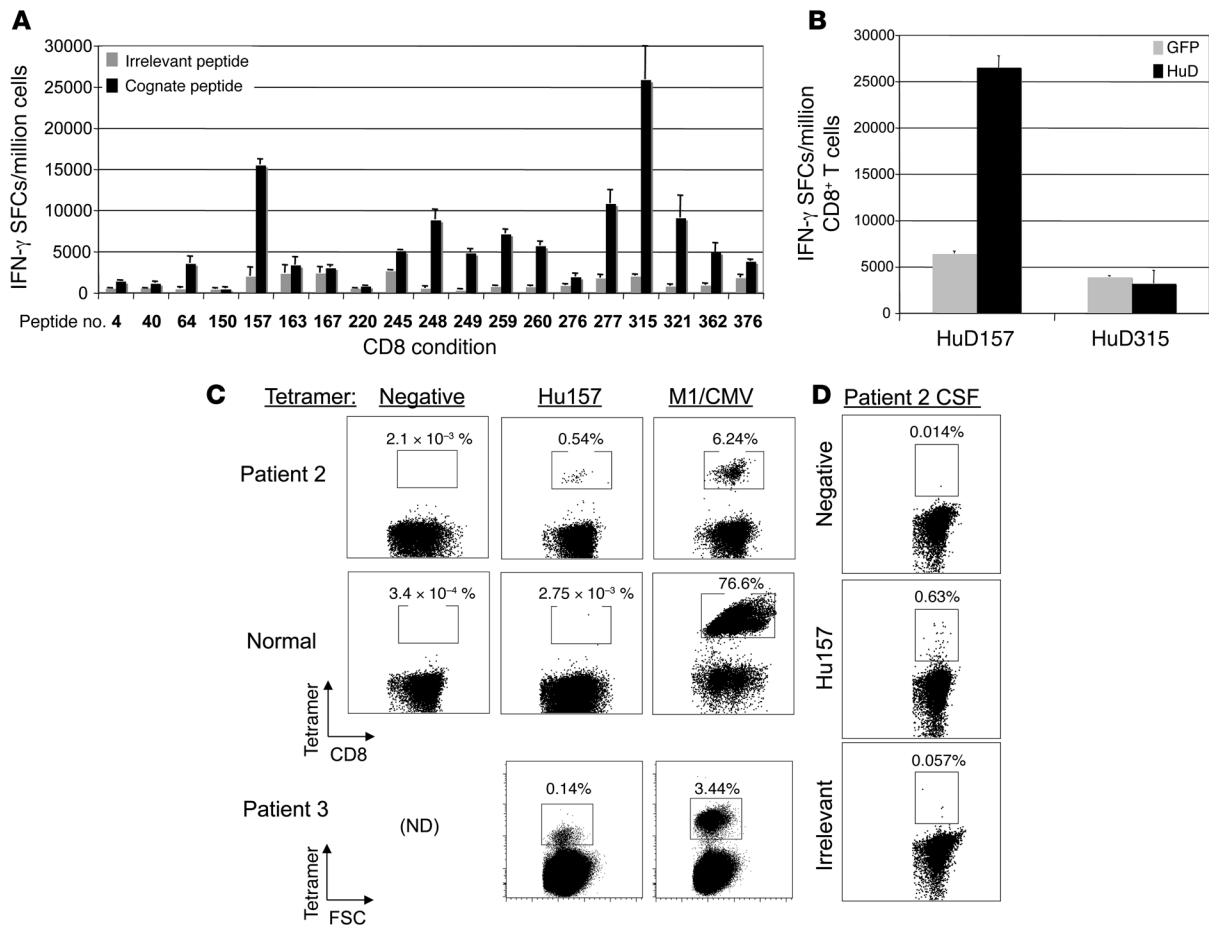 A
30000
25000
20000
15000
10000
5000
0
IFN-γ SFCs/million cells
Irrelevant peptide
Cognate peptide
Peptide no. 4 40 64 150 157 163 167 220 245 248 249 259 260 276 277 315 321 362 376
CD8 condition
B
30000
25000
20000
15000
10000
5000
0
IFN-γ SFCs/million
CD8⁺ T cells
GFP
HuD
HuD157 HuD315
C
Tetramer: Negative Hu157 M1/CMV
Patient 2
2.1 × 10⁻³ % 0.54% 6.24%
Normal
3.4 × 10⁻⁴ % 2.75 × 10⁻³ % 76.6%
Tetramer
CD8
Patient 3
(ND)
0.14% 3.44%
Tetramer
FSC
D
Patient 2 CSF
Negative
0.014%
Hu157
0.63%
Irrelevant
0.057%